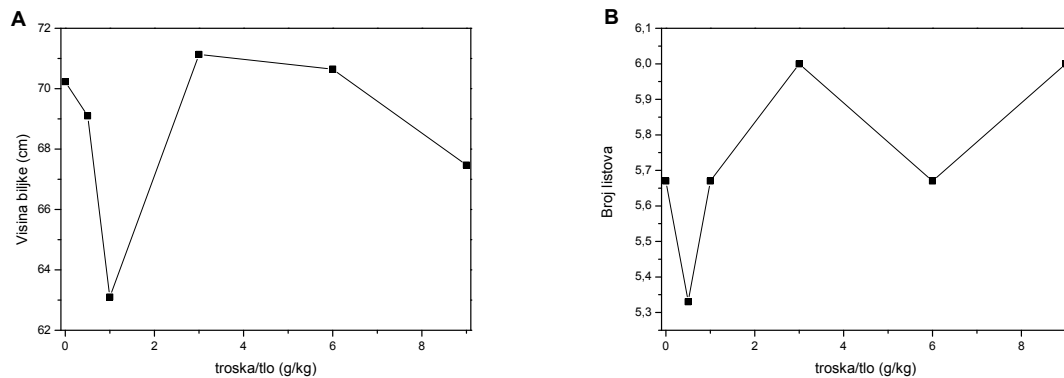 A
Visina biljke (cm)
72
70
68
66
64
62
0 2 4 6 8
troska/tlo (g/kg)
B
Broj listova
6,1
6,0
5,9
5,8
5,7
5,6
5,5
5,4
5,3
0 2 4 6 8
troska/tlo (g/kg)